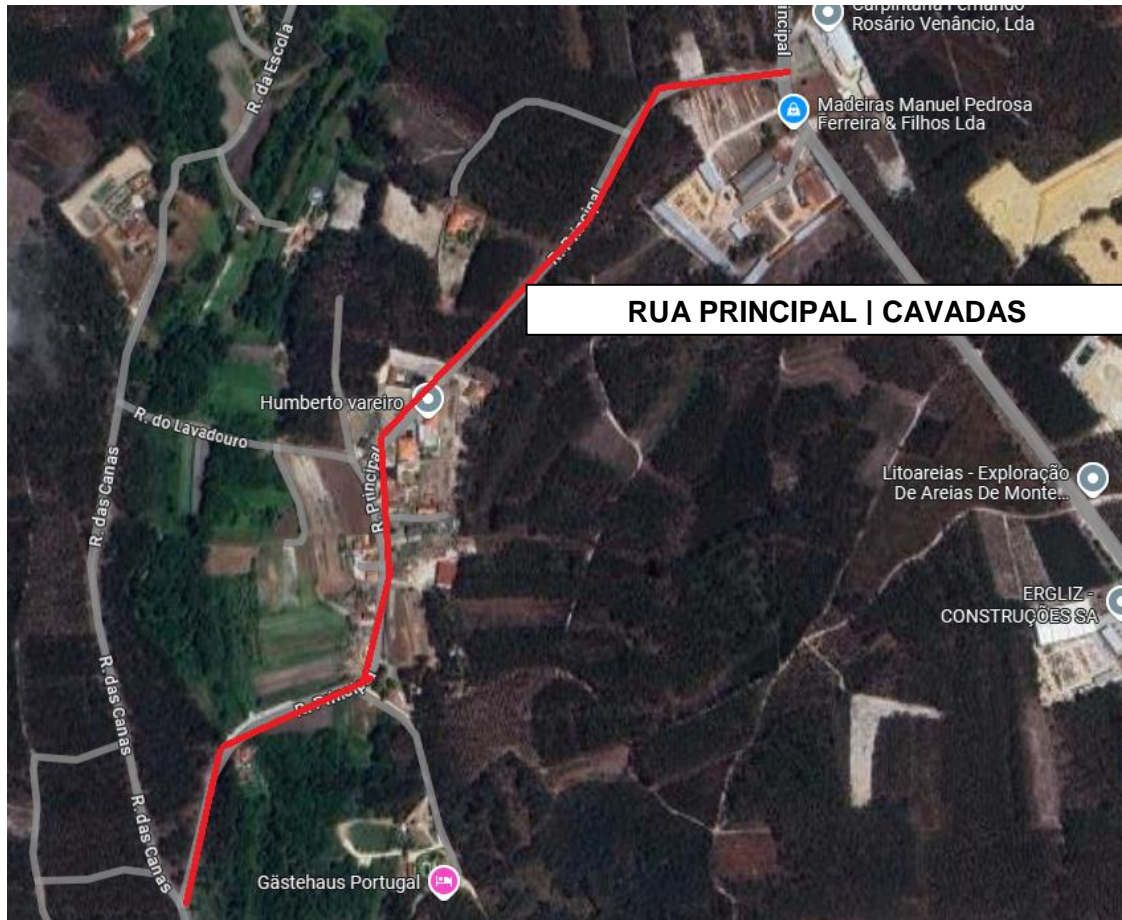 Carpintaria Fernando
Rosário Venâncio, Lda
R. da Escola
Madeiras Manuel Pedrosa
Ferreira & Filhos Lda
R. Principal
RUA PRINCIPAL | CAVADAS
Humberto vareiro
R. do Lavadouro
R. Principal
R. das Canas
Litoareias - Exploração
De Areias De Monte...
ERGLIZ -
CONSTRUÇÕES SA
R. Principal
R. das Canas
R. das Canas
Gästehaus Portugal